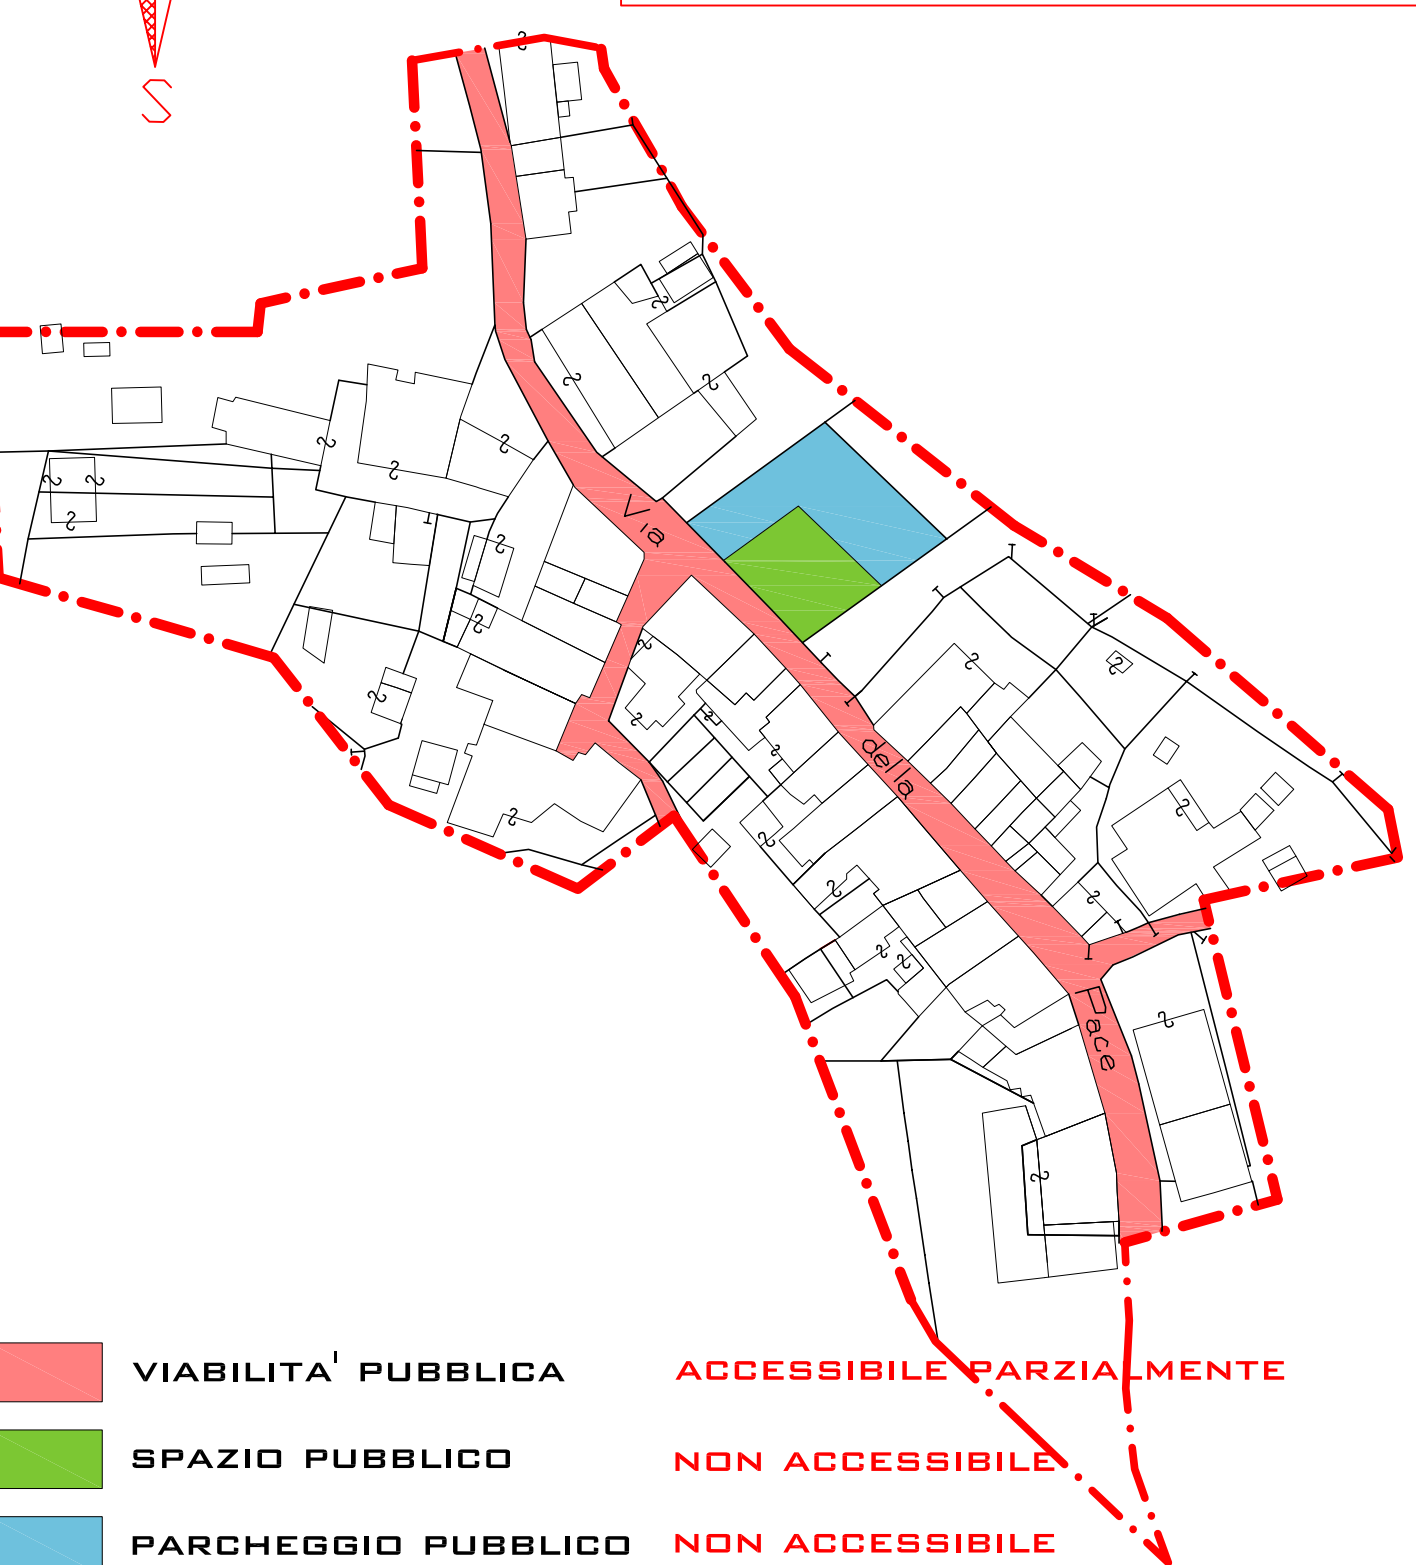 S
Via
della
Pace
VIABILITA' PUBBLICA ACCESSIBILE PARZIALMENTE
SPAZIO PUBBLICO NON ACCESSIBILE
PARCHEGGIO PUBBLICO NON ACCESSIBILE